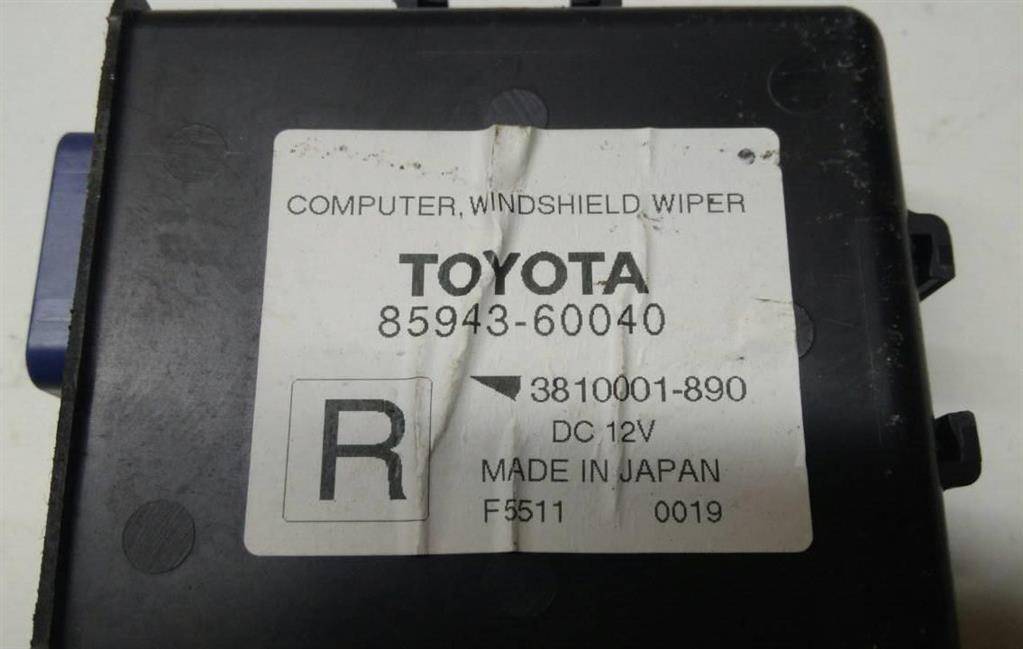 COMPUTER, WINDSHIELD WIPER
TOYOTA
85943-60040
R
3810001-890
DC 12V
MADE IN JAPAN
F5511 0019